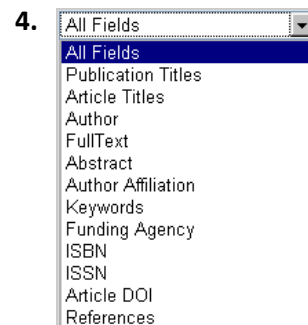 4. All Fields
All Fields
Publication Titles
Article Titles
Author
FullText
Abstract
Author Affiliation
Keywords
Funding Agency
ISBN
ISSN
Article DOI
References